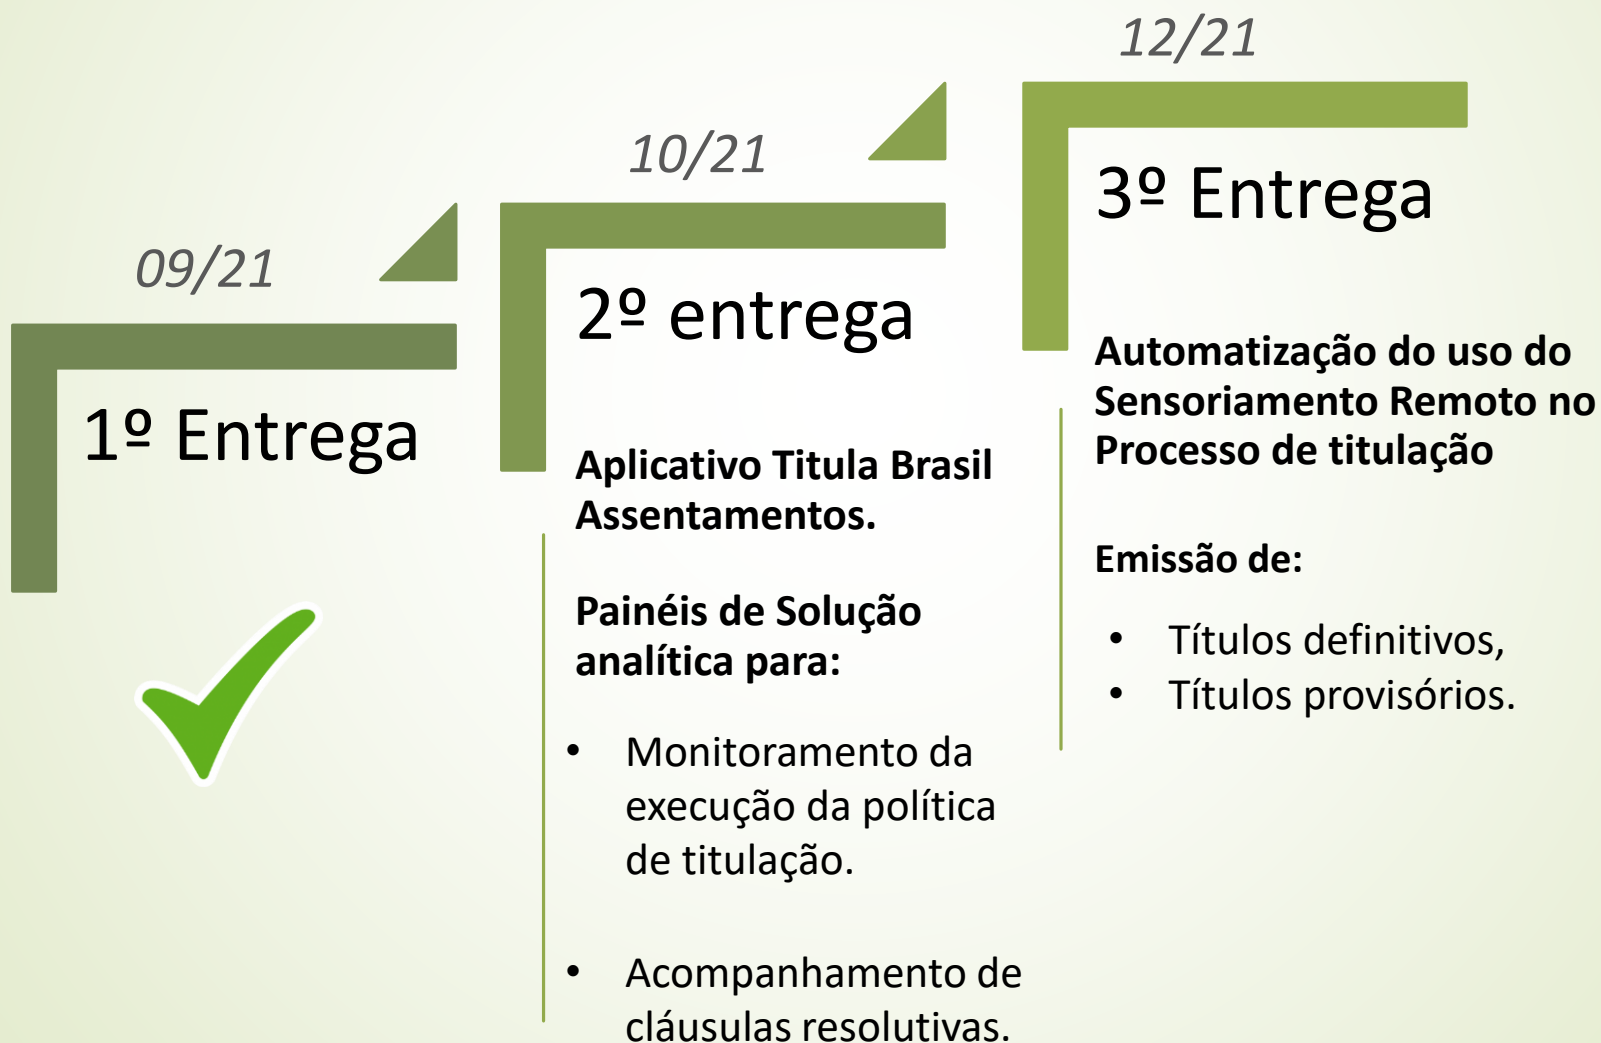 09/21
1º Entrega
10/21
2º entrega
Aplicativo Titula Brasil
Assentamentos.
Painéis de Solução
analítica para:
• Monitoramento da
execução da política
de titulação.
• Acompanhamento de
cláusulas resolutivas.
12/21
3º Entrega
Automatização do uso do
Sensoriamento Remoto no
Processo de titulação
Emissão de:
• Títulos definitivos,
• Títulos provisórios.